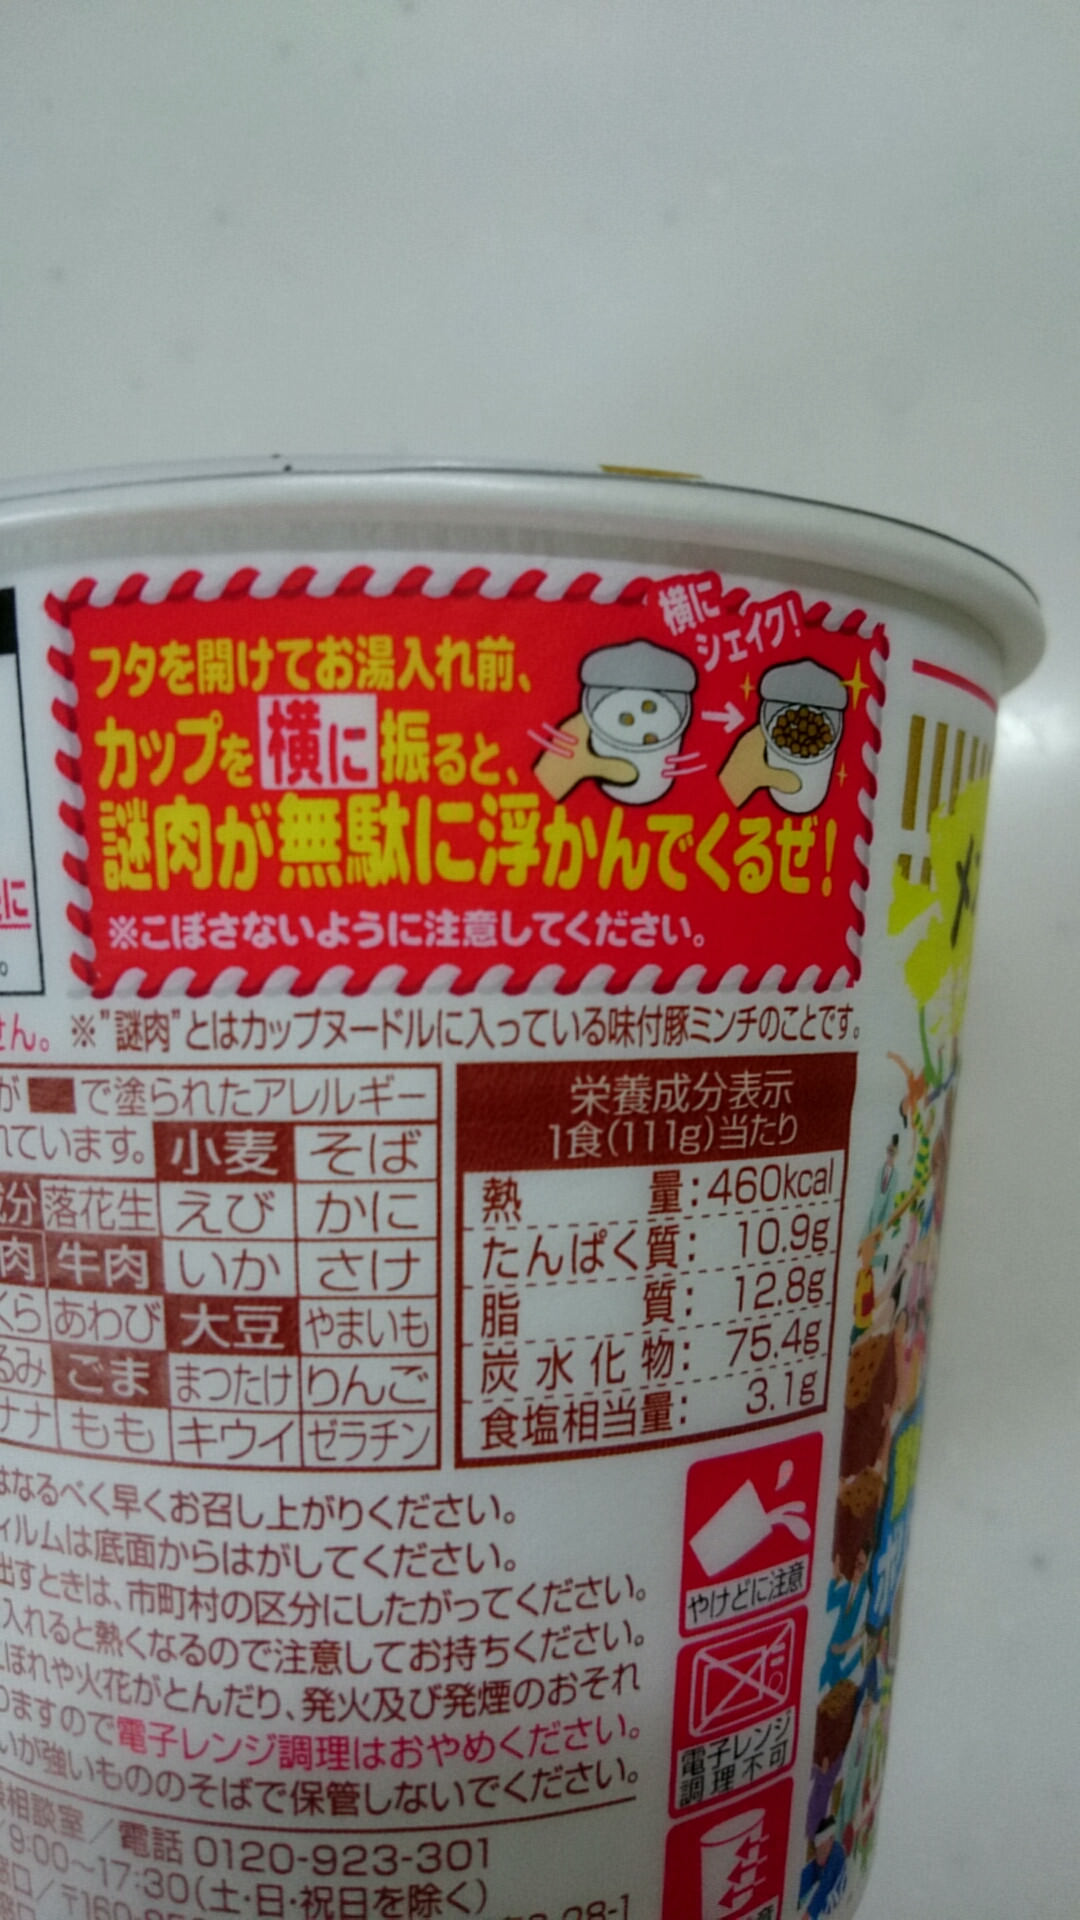 横に
シェイク!
フタを開けてお湯入れ前、
カップを横に振ると、
謎肉が無駄に浮かんでくるぜ!
※こぼさないように注意してください。
に
せん。※"謎肉"とはカップヌードルに入っている味付豚ミンチのことです。
が■で塗られたアレルギー
れています。 小麦 そば
成分 落花生 えび かに
肉 牛肉 いか さけ
くら あわび 大豆 やまいも
るみ ごま まつたけ りんご
ナナ もも キウイ ゼラチン
栄養成分表示
1食(111g)当たり
熱量: 460kcal
たんぱく質: 10.9g
脂質: 12.8g
炭水化物: 75.4g
食塩相当量: 3.1g
はなるべく早くお召し上がりください。
ィルムは底面からはがしてください。
出すときは、市町村の区分にしたがってください。
入れると熱くなるので注意してお持ちください。
こぼれや火花がとんだり、発火及び発煙のおそれ
りますので電子レンジ調理はおやめください。
いが強いもののそばで保管しないでください。
相談室/電話 0120-923-301
9:00~17:30(土・日・祝日を除く)
やけどに注意
電子レンジ
調理不可